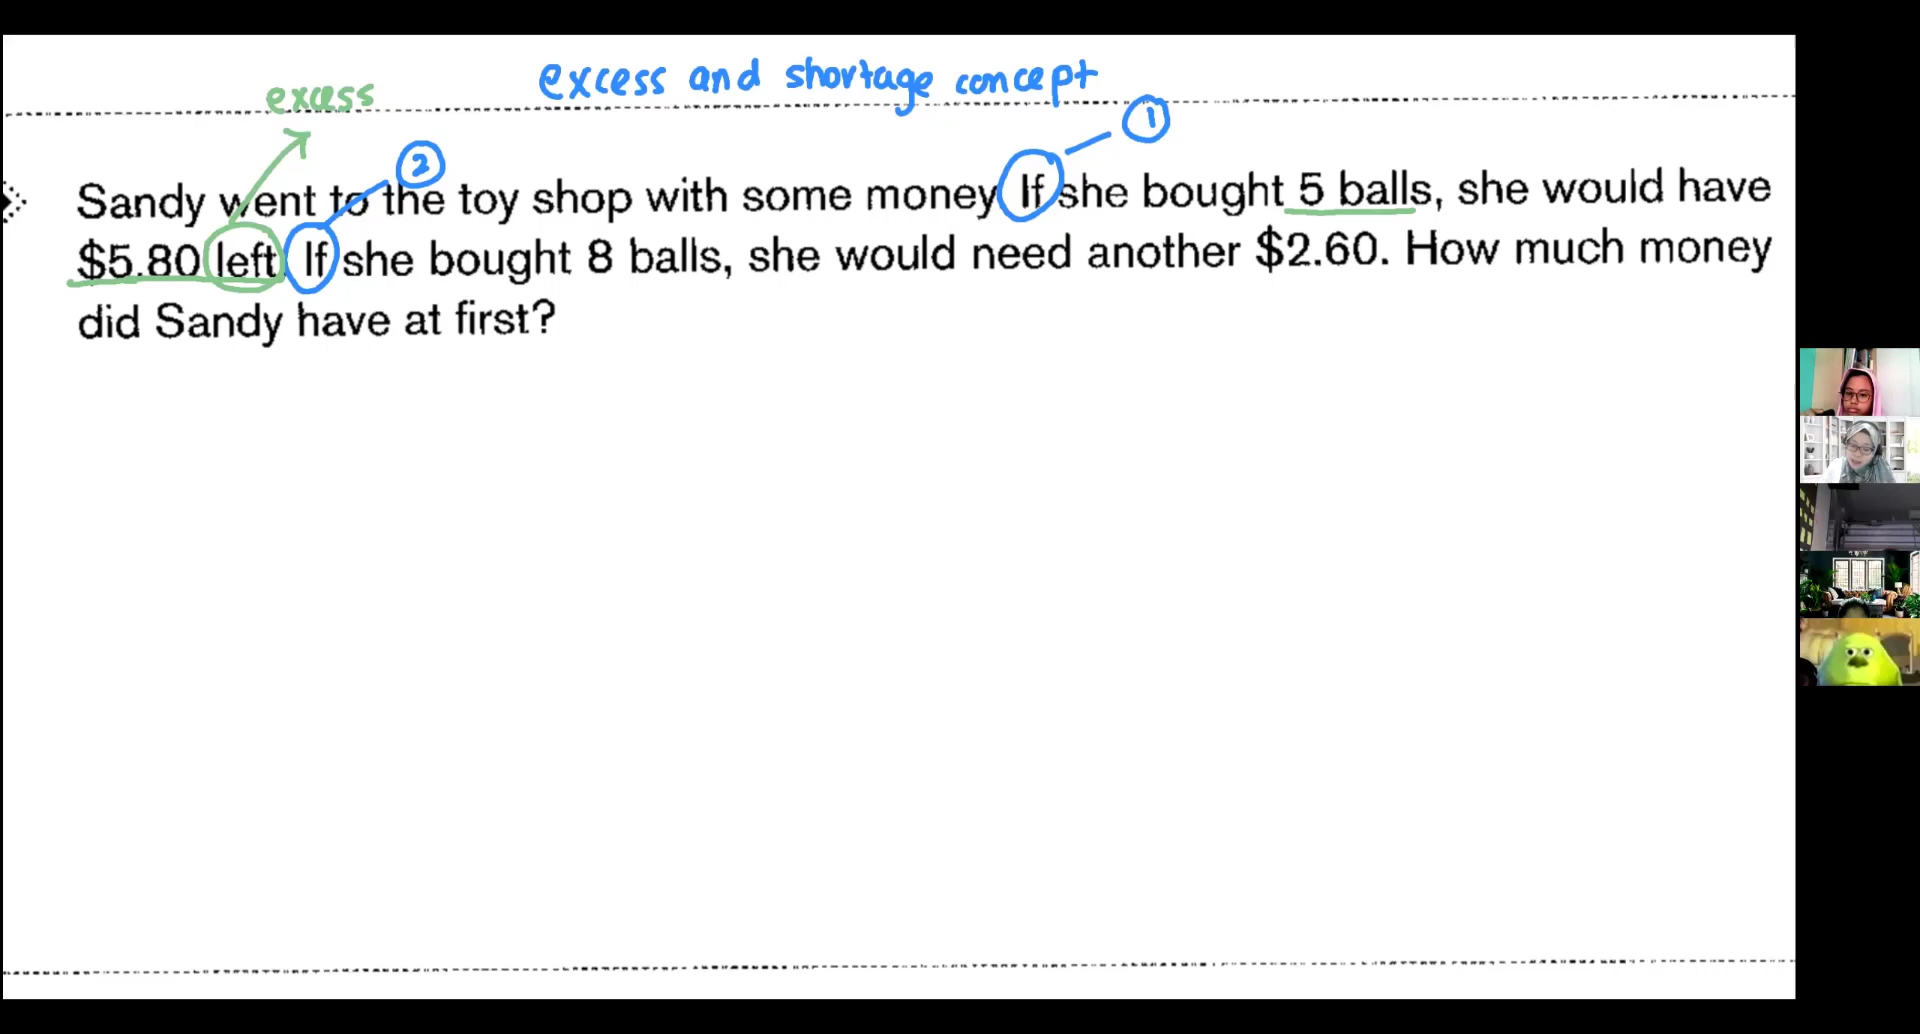 excess and shortage concept
excess
①
②
Sandy went to the toy shop with some money. If she bought 5 balls, she would have
$5.80 left. If she bought 8 balls, she would need another $2.60. How much money
did Sandy have at first?